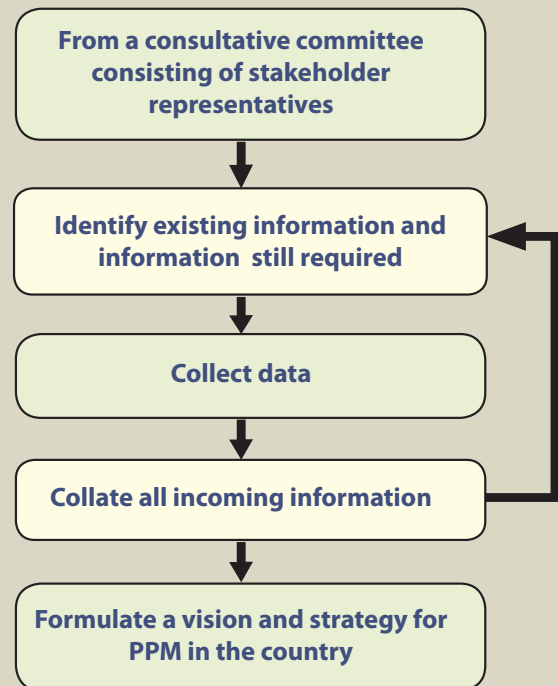 From a consultative committee
consisting of stakeholder
representatives
Identify existing information and
information still required
Collect data
Collate all incoming information
Formulate a vision and strategy for
PPM in the country